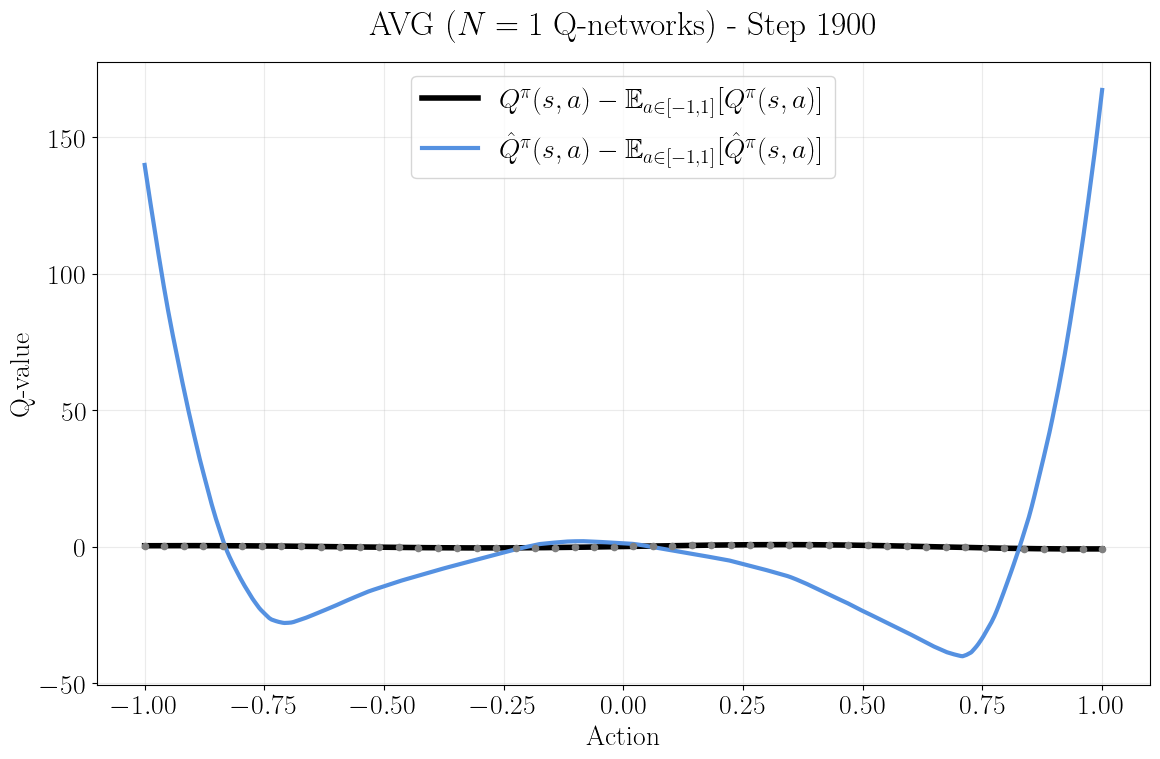 AVG (N = 1 Q-networks) - Step 1900
Q^π(s, a) − 𝔼_{a∈[−1,1]}[Q^π(s, a)]
Q̂^π(s, a) − 𝔼_{a∈[−1,1]}[Q̂^π(s, a)]
150
100
50
0
−50
Q-value
−1.00 −0.75 −0.50 −0.25 0.00 0.25 0.50 0.75 1.00
Action